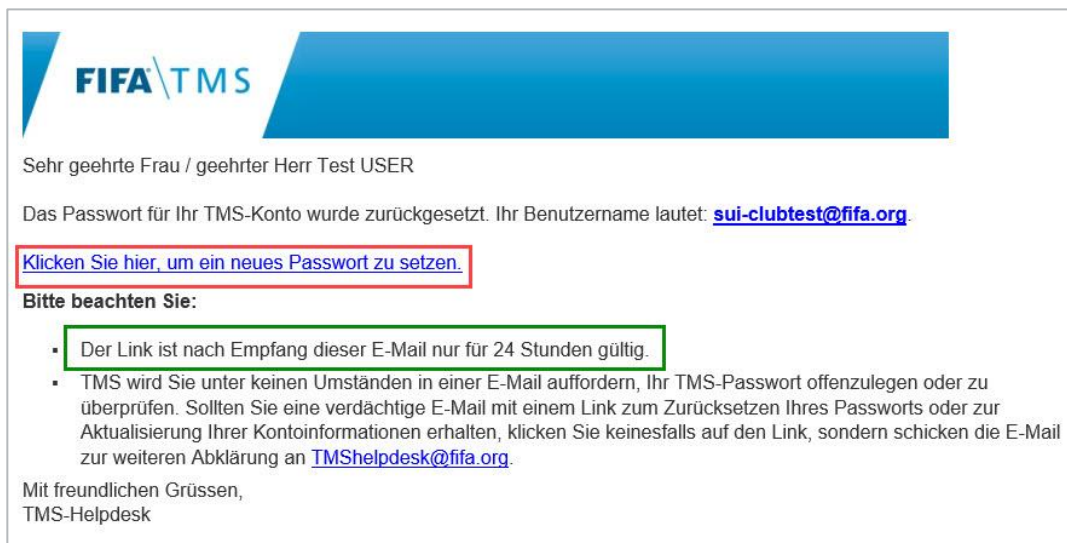 FIFA\TMS
Sehr geehrte Frau / geehrter Herr Test USER
Das Passwort für Ihr TMS-Konto wurde zurückgesetzt. Ihr Benutzername lautet: sui-clubtest@fifa.org.
Klicken Sie hier, um ein neues Passwort zu setzen.
Bitte beachten Sie:
▪ Der Link ist nach Empfang dieser E-Mail nur für 24 Stunden gültig.
▪ TMS wird Sie unter keinen Umständen in einer E-Mail auffordern, Ihr TMS-Passwort offenzulegen oder zu
überprüfen. Sollten Sie eine verdächtige E-Mail mit einem Link zum Zurücksetzen Ihres Passworts oder zur
Aktualisierung Ihrer Kontoinformationen erhalten, klicken Sie keinesfalls auf den Link, sondern schicken die E-Mail
zur weiteren Abklärung an TMShelpdesk@fifa.org.
Mit freundlichen Grüssen,
TMS-Helpdesk